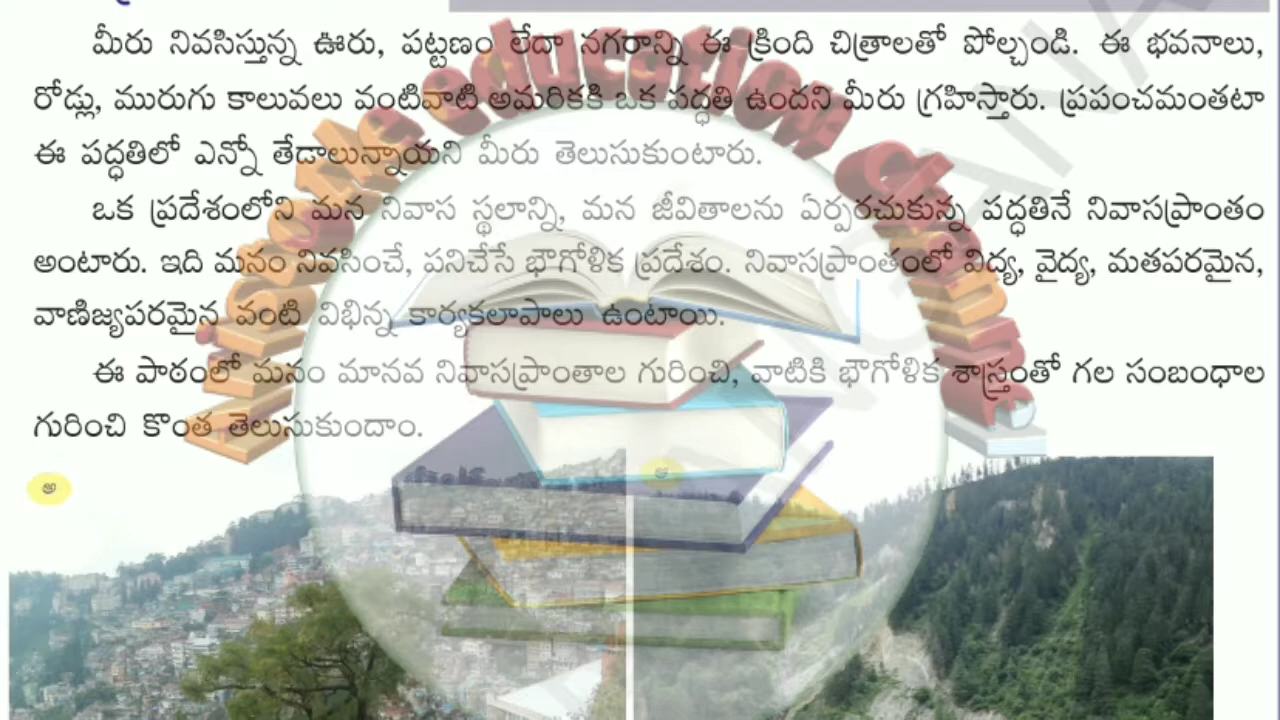 మీరు నివసిస్తున్న ఊరు, పట్టణం లేదా నగరాన్ని ఈ క్రింది చిత్రాలతో పోల్చండి. ఈ భవనాలు,
రోడ్లు, మురుగు కాలువలు వంటివాటి అమరికకి ఒక పద్ధతి ఉందని మీరు గ్రహిస్తారు. ప్రపంచమంతటా
ఈ పద్ధతిలో ఎన్నో తేడాలున్నాయని మీరు తెలుసుకుంటారు.
ఒక ప్రదేశంలోని మన నివాస స్థలాన్ని, మన జీవితాలను ఏర్పరచుకున్న పద్ధతినే నివాసప్రాంతం
అంటారు. ఇది మనం నివసించే, పనిచేసే భౌగోళిక ప్రదేశం. నివాసప్రాంతంలో విద్య, వైద్య, మతపరమైన,
వాణిజ్యపరమైన వంటి విభిన్న కార్యకలాపాలు ఉంటాయి.
ఈ పాఠంలో మనం మానవ నివాసప్రాంతాల గురించి, వాటికి భౌగోళిక శాస్త్రంతో గల సంబంధాల
గురించి కొంత తెలుసుకుందాం.
education